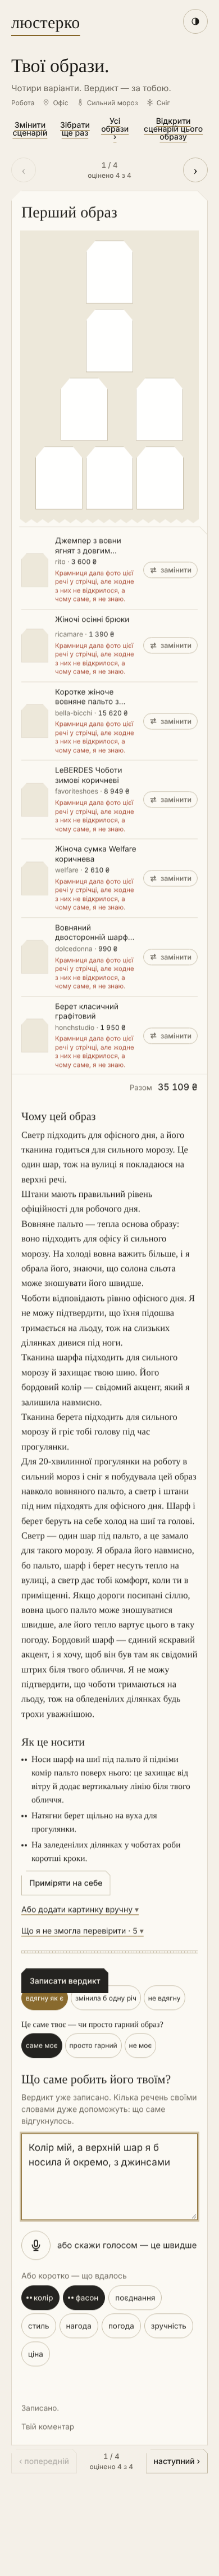 люстерко
Твої образи.
Чотири варіанти. Вердикт — за тобою.
Робота Офіс Сильний мороз Сніг
Змінити сценарій
Зібрати ще раз
Усі образи ›
Відкрити сценарій цього образу
‹
1 / 4
оцінено 4 з 4
›
Перший образ
Джемпер з вовни
ягнят з довгим...
rito · 3 600 ₴
Крамниця дала фото цієї
речі у стрічці, але жодне
з них не відкрилося, а
чому саме, я не знаю.
замінити
Жіночі осінні брюки
ricamare · 1 390 ₴
Крамниця дала фото цієї
речі у стрічці, але жодне
з них не відкрилося, а
чому саме, я не знаю.
замінити
Коротке жіноче
вовняне пальто з...
bella-bicchi · 15 620 ₴
Крамниця дала фото цієї
речі у стрічці, але жодне
з них не відкрилося, а
чому саме, я не знаю.
замінити
LeBERDES Чоботи
зимові коричневі
favoriteshoes · 8 949 ₴
Крамниця дала фото цієї
речі у стрічці, але жодне
з них не відкрилося, а
чому саме, я не знаю.
замінити
Жіноча сумка Welfare
коричнева
welfare · 2 610 ₴
Крамниця дала фото цієї
речі у стрічці, але жодне
з них не відкрилося, а
чому саме, я не знаю.
замінити
Вовняний
двосторонній шарф...
dolcedonna · 990 ₴
Крамниця дала фото цієї
речі у стрічці, але жодне
з них не відкрилося, а
чому саме, я не знаю.
замінити
Берет класичний
графітовий
honchstudio · 1 950 ₴
Крамниця дала фото цієї
речі у стрічці, але жодне
з них не відкрилося, а
чому саме, я не знаю.
замінити
Разом 35 109 ₴
Чому цей образ
Светр підходить для офісного дня, а його
тканина годиться для сильного морозу. Це
один шар, тож на вулиці я покладаюся на
верхні речі.
Штани мають правильний рівень
офіційності для робочого дня.
Вовняне пальто — тепла основа образу:
воно підходить для офісу й сильного
морозу. На холоді вовна важить більше, і я
обрала його, знаючи, що солона сльота
може зношувати його швидше.
Чоботи відповідають рівню офісного дня. Я
не можу підтвердити, що їхня підошва
тримається на льоду, тож на слизьких
ділянках дивися під ноги.
Тканина шарфа підходить для сильного
морозу й захищає твою шию. Його
бордовий колір — свідомий акцент, який я
залишила навмисно.
Тканина берета підходить для сильного
морозу й гріє тобі голову під час
прогулянки.
Для 20-хвилинної прогулянки на роботу в
сильний мороз і сніг я побудувала цей образ
навколо вовняного пальта, а светр і штани
під ним підходять для офісного дня. Шарф і
берет беруть на себе холод на шиї та голові.
Светр — один шар під пальто, а це замало
для такого морозу. Я обрала його навмисно,
бо пальто, шарф і берет несуть тепло на
вулиці, а светр дає тобі комфорт, коли ти в
приміщенні. Якщо дороги посипані сіллю,
вовна цього пальто може зношуватися
швидше, але його тепло вартує цього в таку
погоду. Бордовий шарф — єдиний яскравий
акцент, і я хочу, щоб він був там як свідомий
штрих біля твого обличчя. Я не можу
підтвердити, що чоботи тримаються на
льоду, тож на обледенілих ділянках будь
трохи уважнішою.
Як це носити
Носи шарф на шиї під пальто й підніми
комір пальто поверх нього: це захищає від
вітру й додає вертикальну лінію біля твого
обличчя.
Натягни берет щільно на вуха для
прогулянки.
На заледенілих ділянках у чоботях роби
коротші кроки.
Приміряти на себе
Або додати картинку вручну ▾
Що я не змогла перевірити · 5 ▾
Записати вердикт
вдягну як є
змінила б одну річ
не вдягну
Це саме твоє — чи просто гарний образ?
саме моє
просто гарний
не моє
Що саме робить його твоїм?
Вердикт уже записано. Кілька речень своїми
словами дуже допоможуть: що саме
відгукнулось.
Колір мій, а верхній шар я б
носила й окремо, з джинсами
або скажи голосом — це швидше
Або коротко — що вдалось
колір
фасон
поєднання
стиль
нагода
погода
зручність
ціна
Записано.
Твій коментар
‹ попередній
1 / 4
оцінено 4 з 4
наступний ›